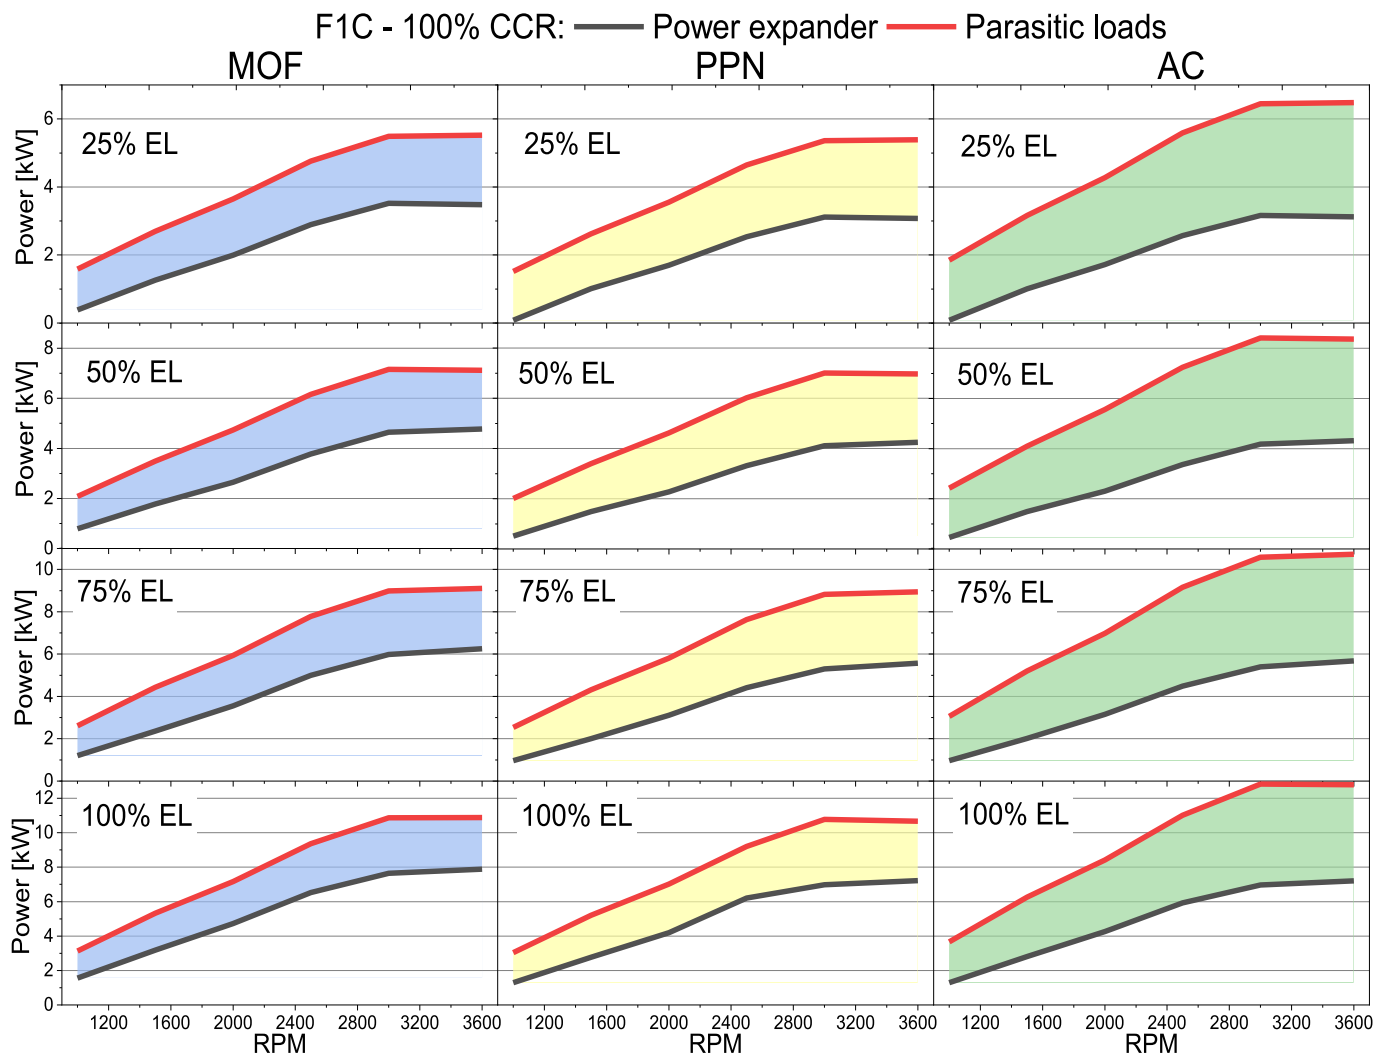 F1C - 100% CCR: Power expander Parasitic loads
MOF PPN AC
25% EL 25% EL 25% EL
Power [kW]
6
4
2
0
50% EL 50% EL 50% EL
Power [kW]
8
6
4
2
0
75% EL 75% EL 75% EL
Power [kW]
10
8
6
4
2
0
100% EL 100% EL 100% EL
Power [kW]
12
10
8
6
4
2
0
1200 2000 2800 3600 1200 2000 2800 3600 1200 2000 2800 3600
1600 2400 3200 1600 2400 3200 1600 2400 3200
RPM RPM RPM